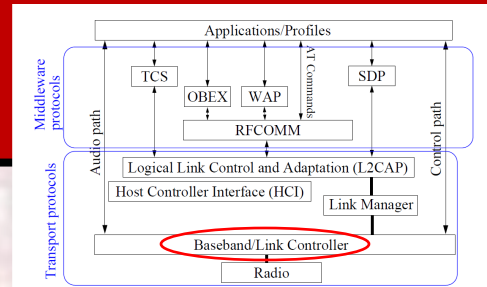 Applications/Profiles
TCS
SDP
AT Commands
OBEX
WAP
RFCOMM
Middleware
protocols
Audio path
Control path
Logical Link Control and Adaptation (L2CAP)
Host Controller Interface (HCI)
Link Manager
Transport protocols
Baseband/Link Controller
Radio